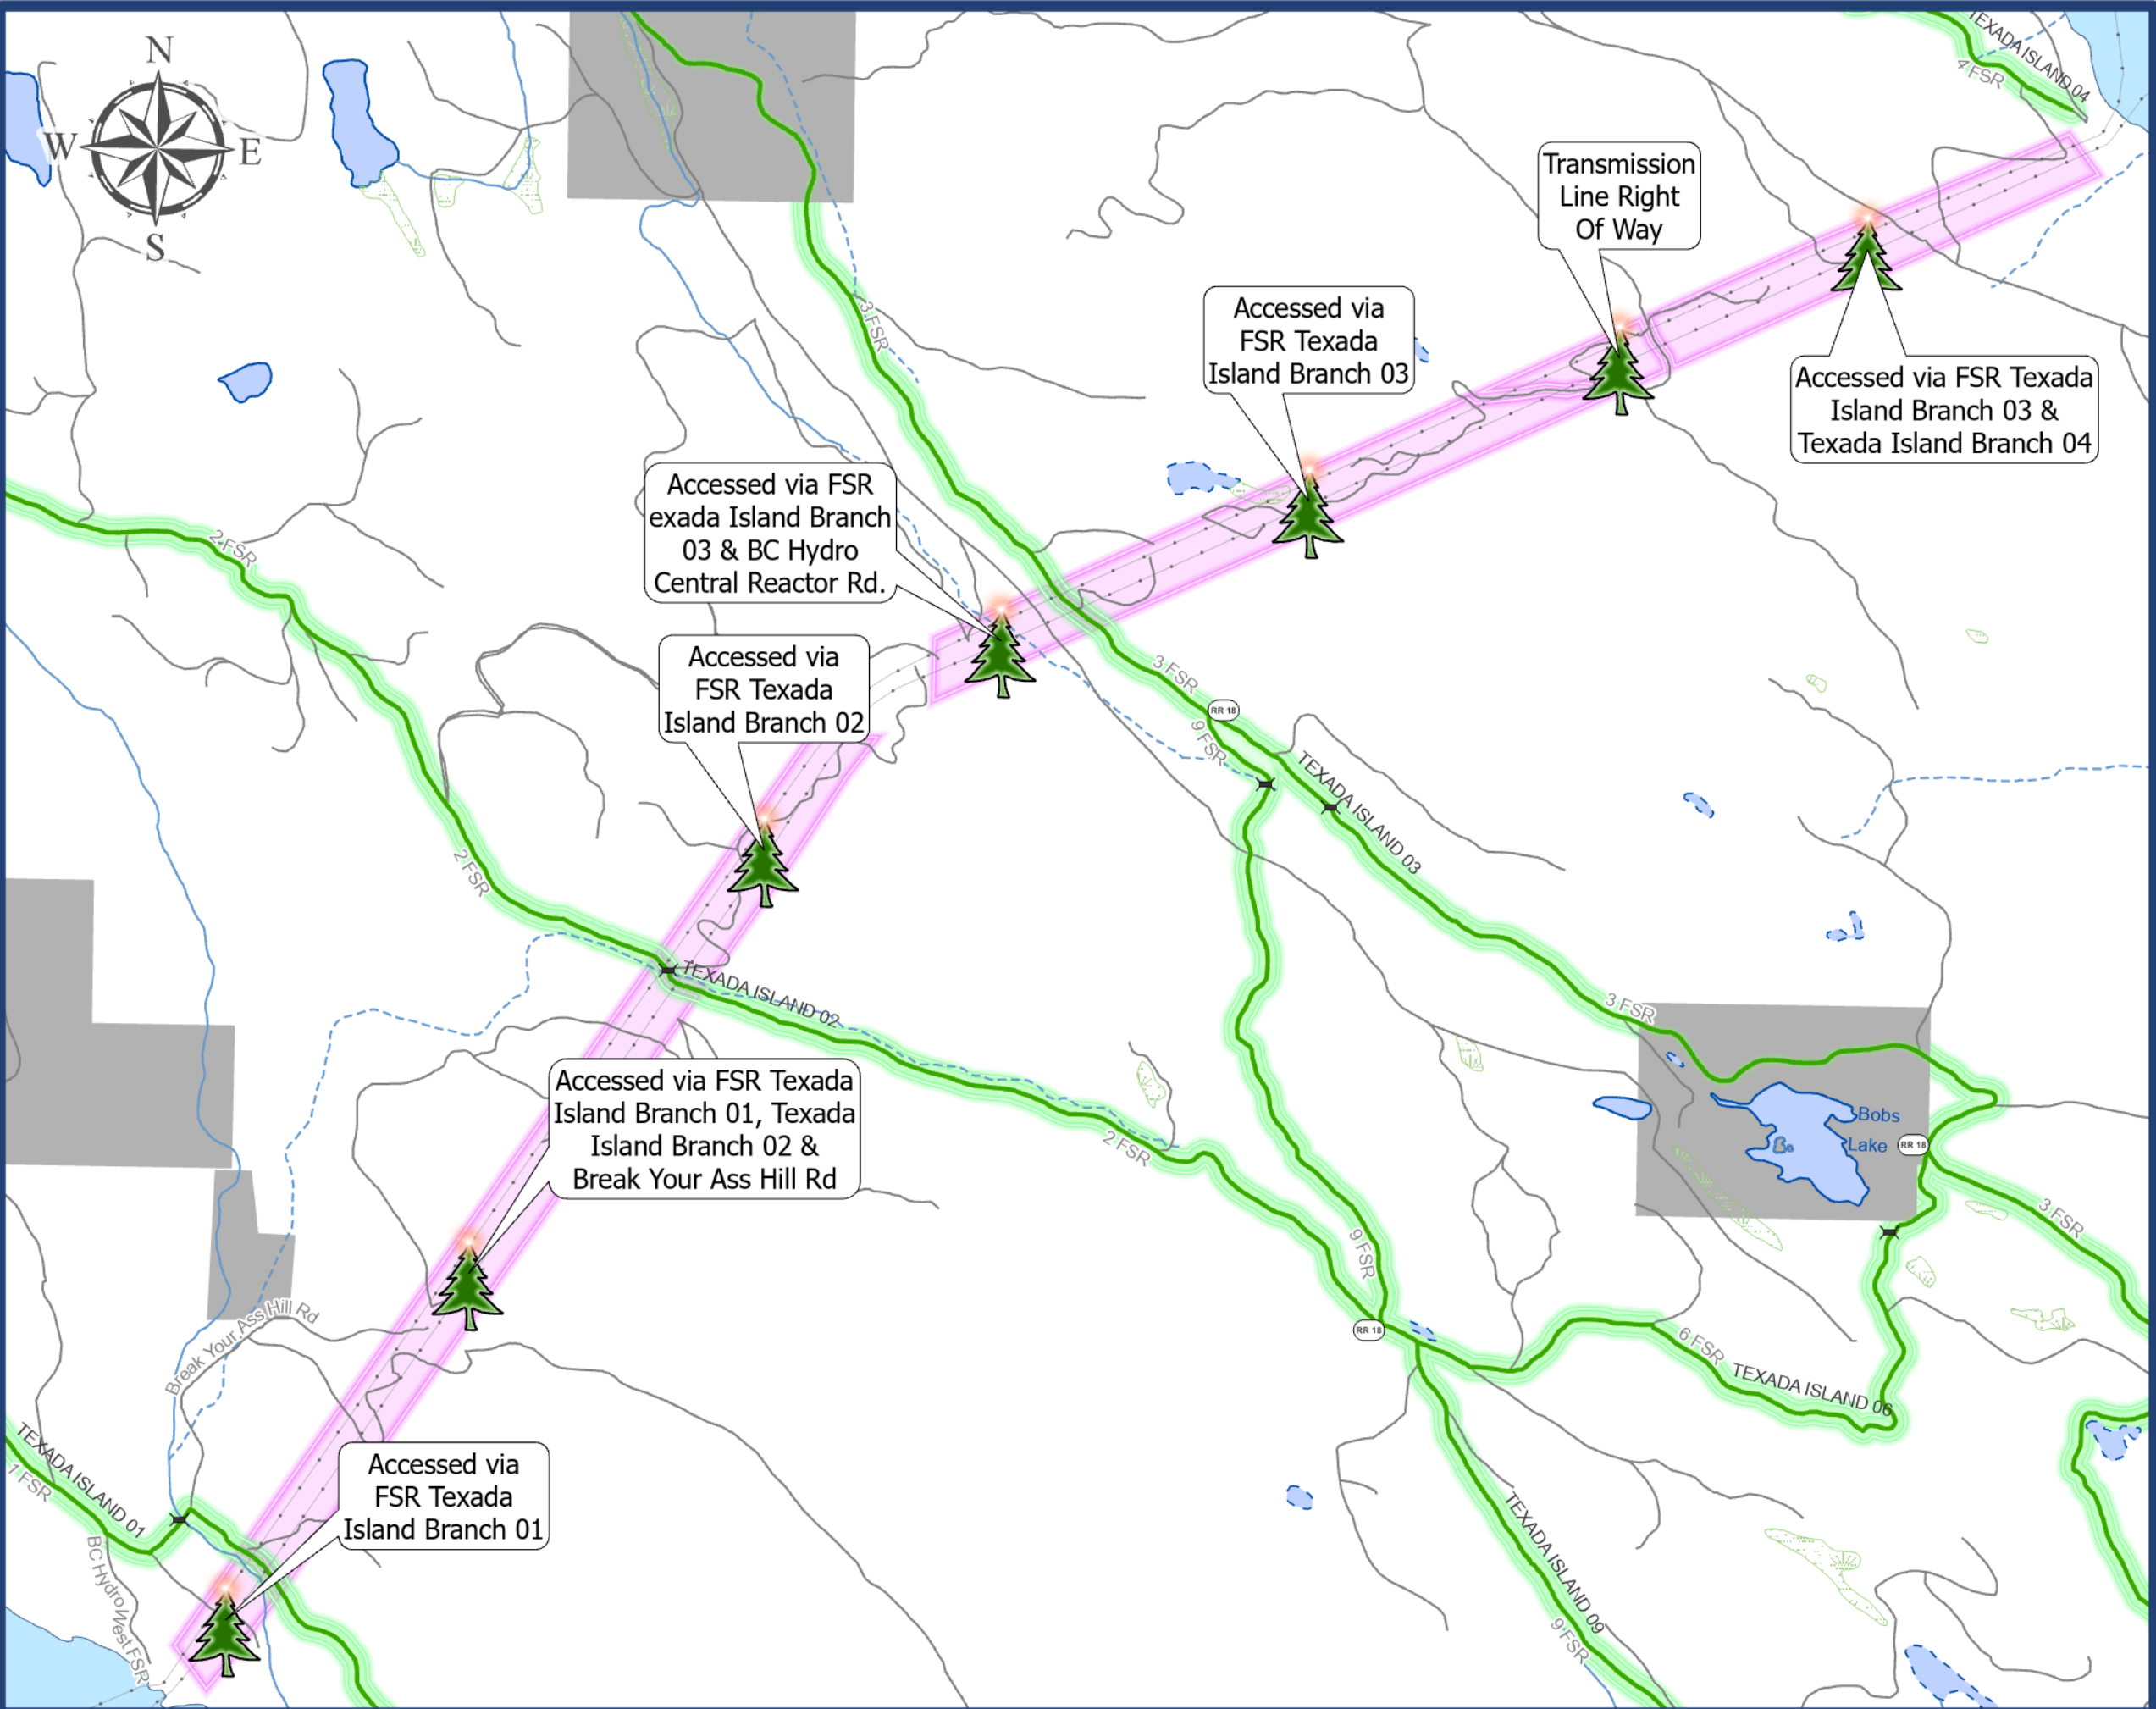 N
W
E
S
TEXADA ISLAND 04
4 FSR
Transmission
Line Right
Of Way
Accessed via
FSR Texada
Island Branch 03
Accessed via FSR Texada
Island Branch 03 &
Texada Island Branch 04
3 FSR
Accessed via FSR
exada Island Branch
03 & BC Hydro
Central Reactor Rd.
2 FSR
Accessed via
FSR Texada
Island Branch 02
3 FSR
RR 18
9 FSR
TEXADA ISLAND 03
2 FSR
TEXADA ISLAND 02
3 FSR
Accessed via FSR Texada
Island Branch 01, Texada
Island Branch 02 &
Break Your Ass Hill Rd
2 FSR
Bobs
Lake
RR 18
3 FSR
9 FSR
RR 18
Break Your Ass Hill Rd
6 FSR
TEXADA ISLAND 06
TEXADA ISLAND 01
1 FSR
Accessed via
FSR Texada
Island Branch 01
BC Hydro West FSR
TEXADA ISLAND 09
9 FSR